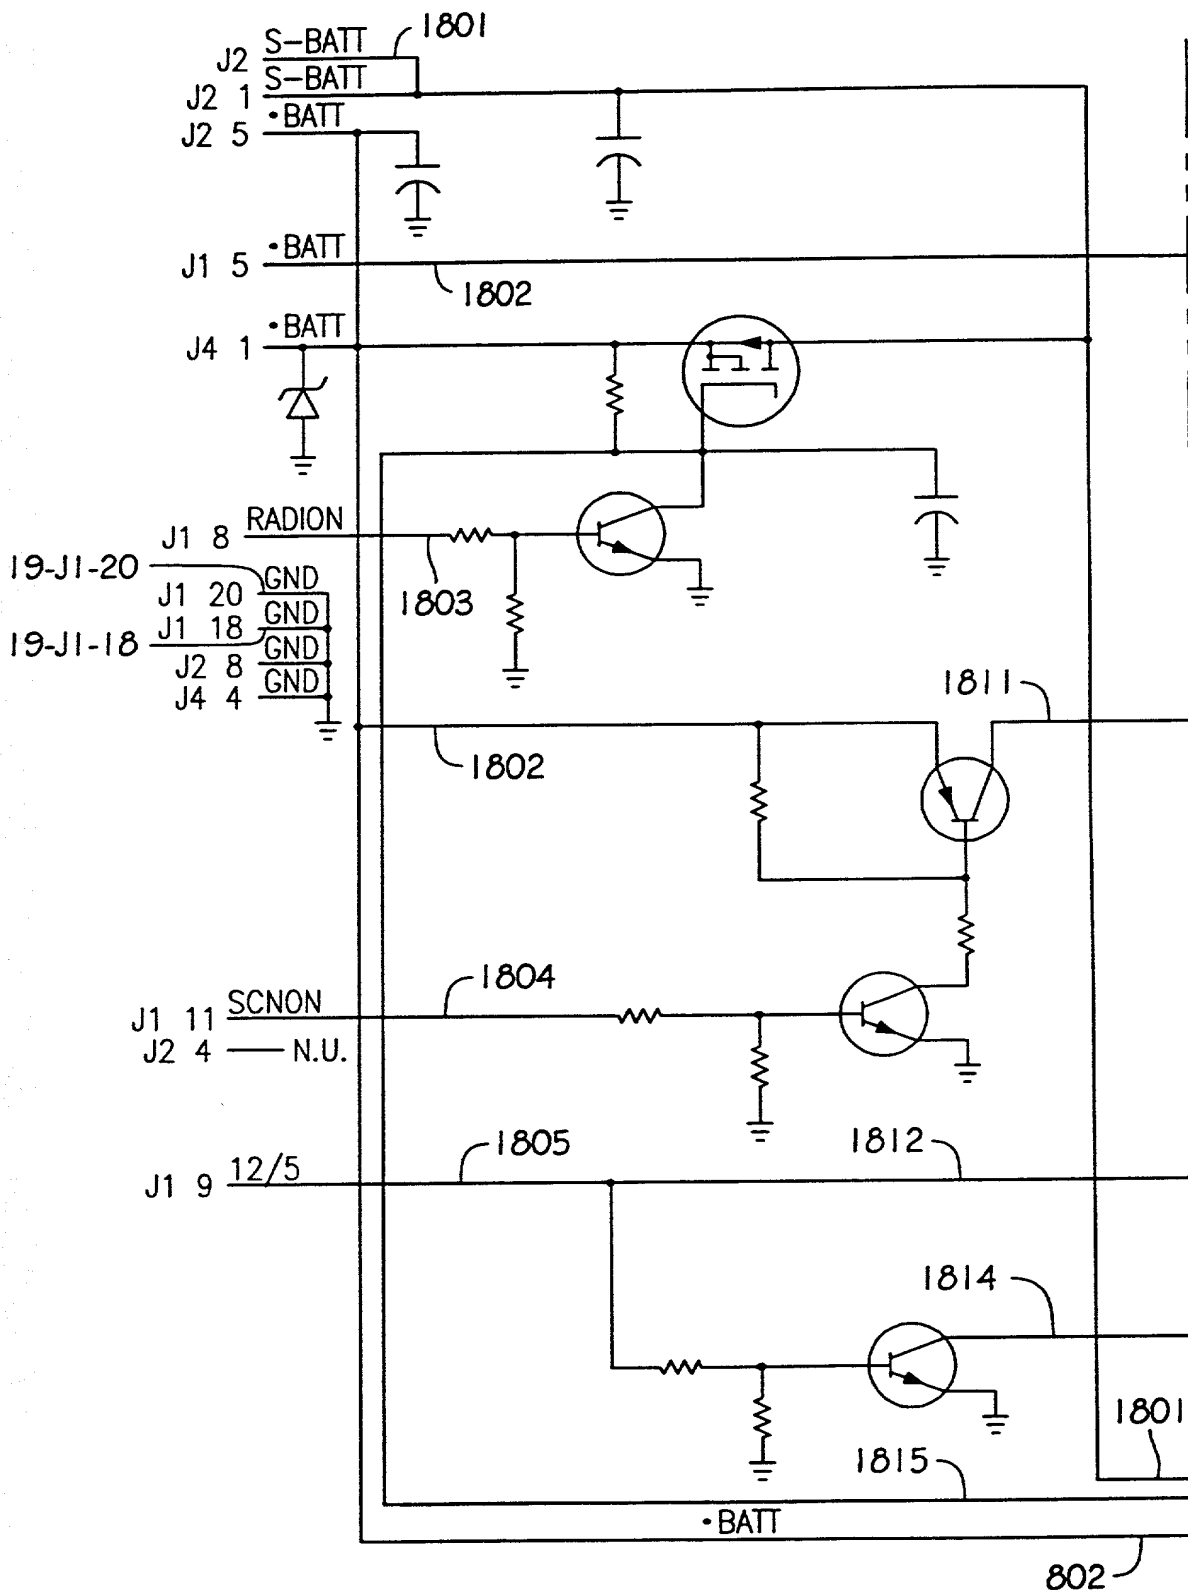 S-BATT 1801
J2
S-BATT
J2 1
•BATT
J2 5
•BATT
J1 5
1802
•BATT
J4 1
RADION
J1 8
19-J1-20
GND
J1 20
1803
GND
J1 18
19-J1-18
GND
J2 8
GND
J4 4
1811
1802
1804
SCNON
J1 11
J2 4 — N.U.
1805
1812
12/5
J1 9
1814
1801
1815
•BATT
802